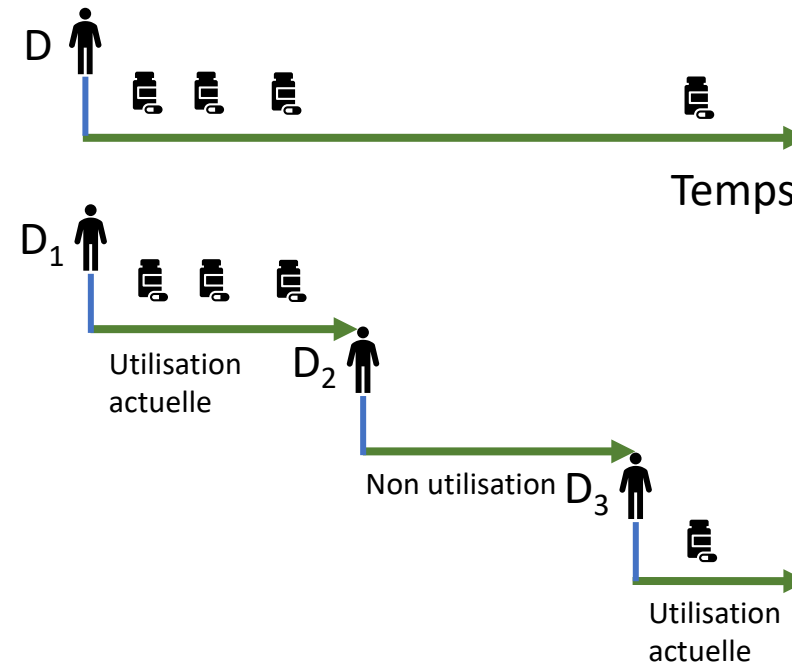 D
Temps
D₁
Utilisation
actuelle
D₂
Non utilisation
D₃
Utilisation
actuelle